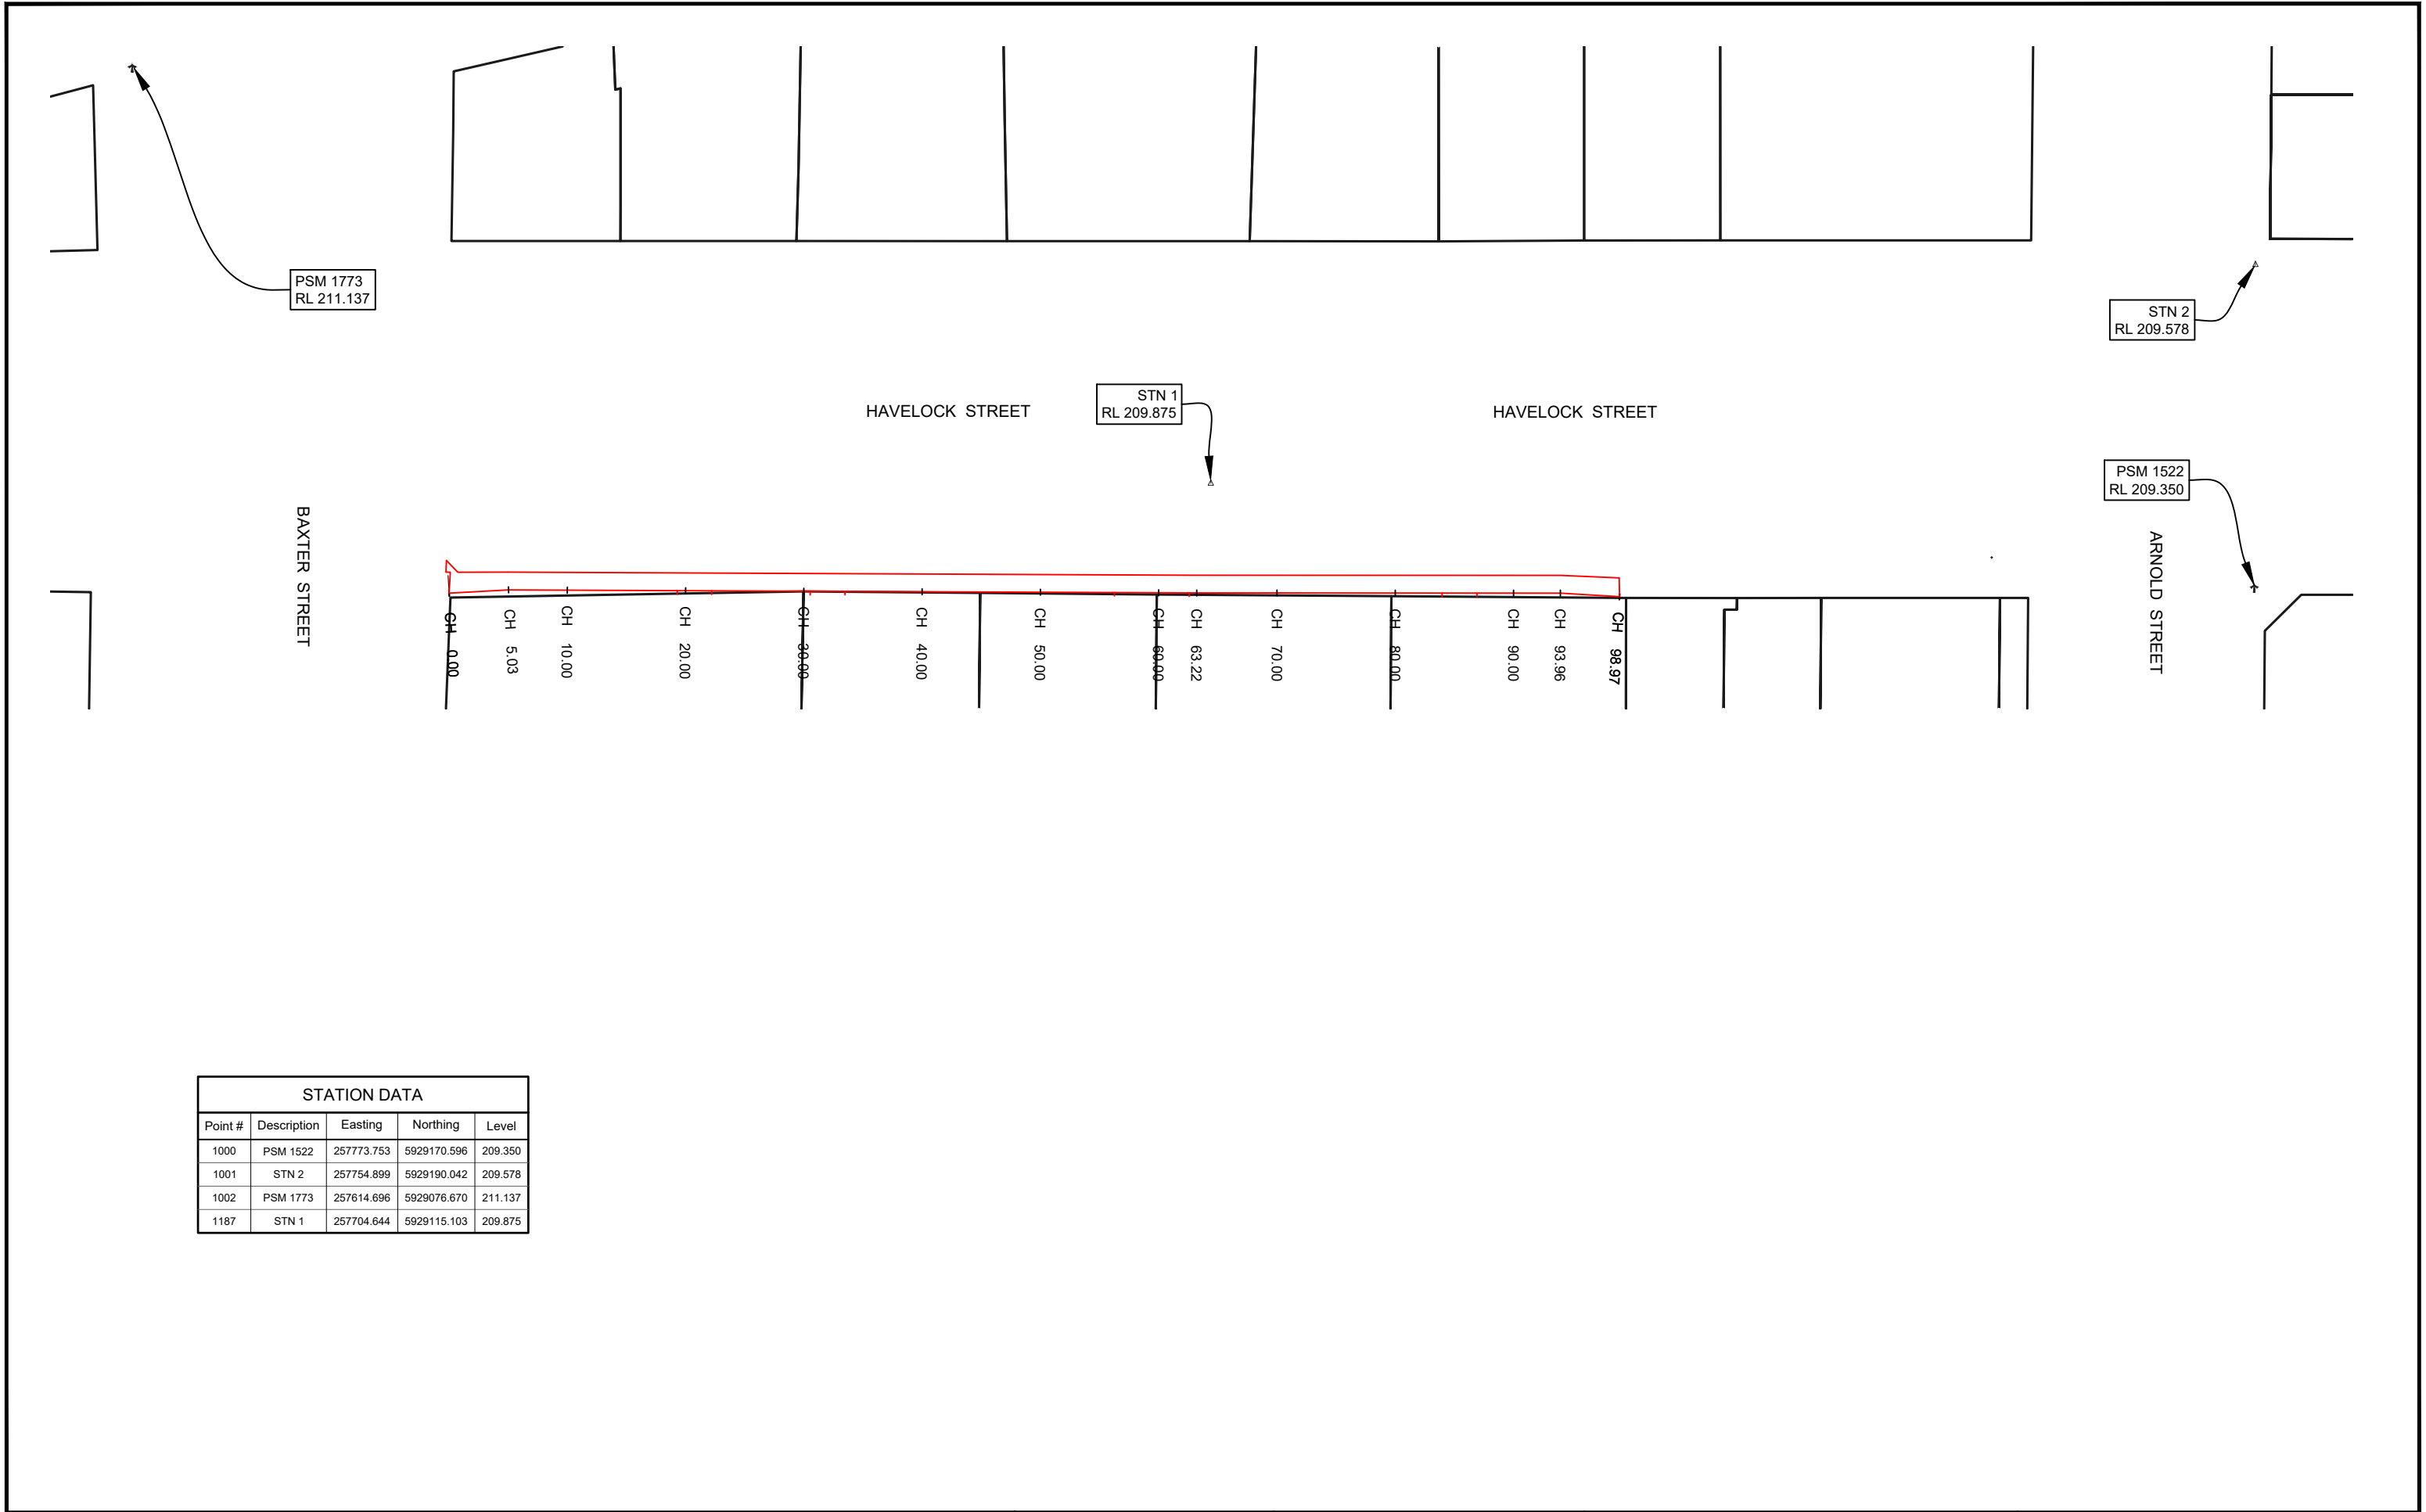 PSM 1773
RL 211.137
STN 2
RL 209.578
STN 1
RL 209.875
HAVELOCK STREET
HAVELOCK STREET
PSM 1522
RL 209.350
BAXTER STREET
ARNOLD STREET
CH 0.00
CH 5.03
CH 10.00
CH 20.00
CH 30.00
CH 40.00
CH 50.00
CH 60.00
CH 63.22
CH 70.00
CH 80.00
CH 90.00
CH 93.96
CH 98.97
STATION DATA
Point # Description Easting Northing Level
1000 PSM 1522 257773.753 5929170.596 209.350
1001 STN 2 257754.899 5929190.042 209.578
1002 PSM 1773 257614.696 5929076.670 211.137
1187 STN 1 257704.644 5929115.103 209.875